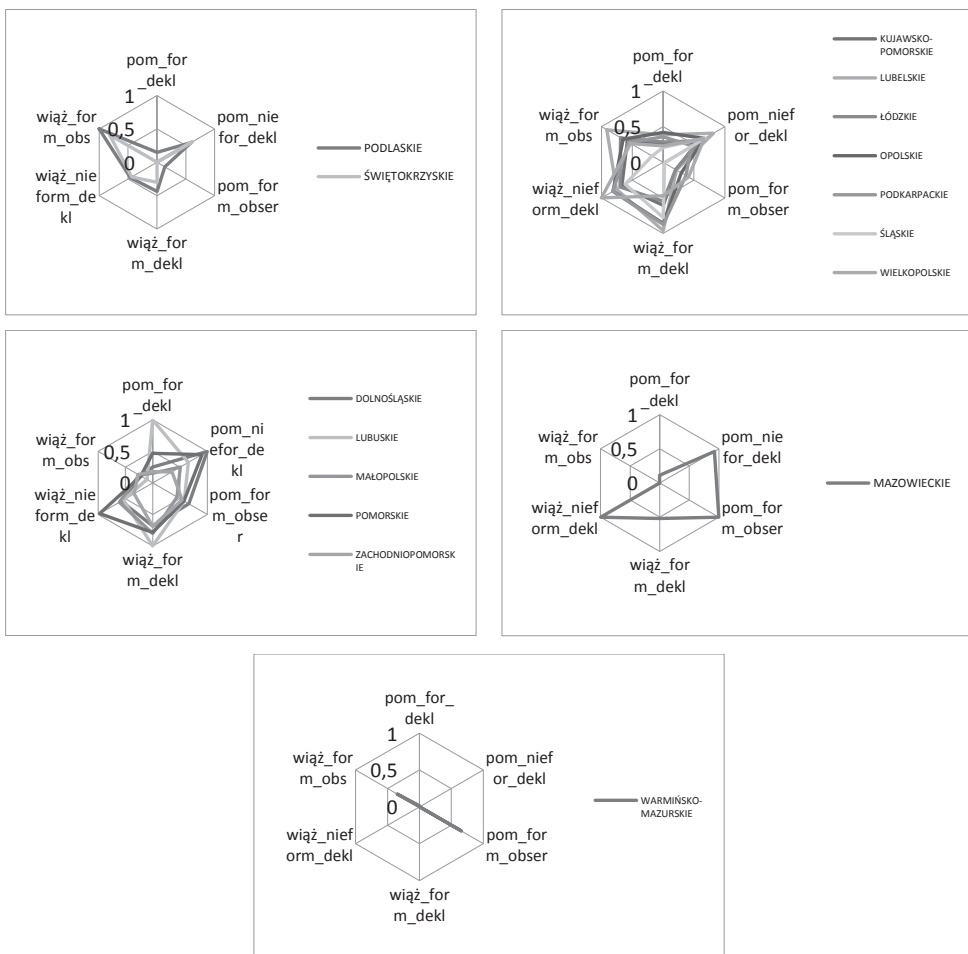 pom_for
_dekl
1
wiąż_for
m_obs
0,5
pom_nie
for_dekl
0
wiąż_nie
form_de
kl
pom_for
m_obser
wiąż_for
m_dekl
PODLASKIE
ŚWIĘTOKRZYSKIE
pom_for
_dekl
1
wiąż_for
m_obs
0,5
pom_nief
or_dekl
0
wiąż_nief
orm_dekl
pom_for
m_obser
wiąż_for
m_dekl
KUJAWSKO-
POMORSKIE
LUBELSKIE
ŁÓDZKIE
OPOLSKIE
PODKARPACKIE
ŚLĄSKIE
WIELKOPOLSKIE
pom_for
_dekl
1
wiąż_for
m_obs
0,5
pom_ni
efor_de
kl
0
wiąż_nie
form_de
kl
pom_for
m_obse
r
wiąż_for
m_dekl
DOLNOŚLĄSKIE
LUBUSKIE
MAŁOPOLSKIE
POMORSKIE
ZACHODNIOPOMORSK
IE
pom_for
_dekl
1
wiąż_for
m_obs
0,5
pom_nie
for_dekl
0
wiąż_nief
orm_dekl
pom_for
m_obser
wiąż_for
m_dekl
MAZOWIECKIE
pom_for_
dekl
1
wiąż_for
m_obs
0,5
pom_nief
or_dekl
0
wiąż_nief
orm_dekl
pom_for
m_obser
wiąż_for
m_dekl
WARMIŃSKO-
MAZURSKIE